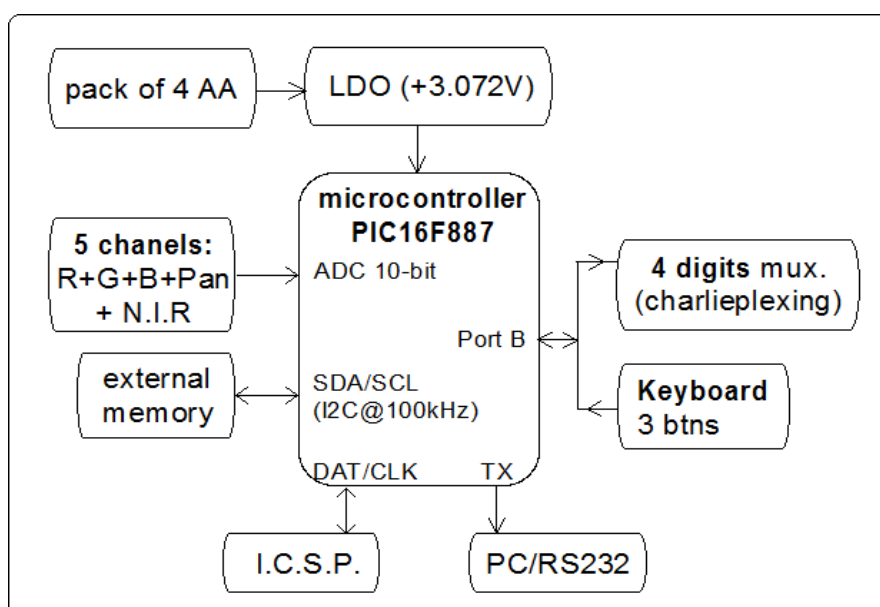 pack of 4 AA
LDO (+3.072V)
microcontroller
PIC16F887
5 chanels:
R+G+B+Pan
+ N.I.R
ADC 10-bit
4 digits mux.
(charlieplexing)
Port B
external
memory
SDA/SCL
(I2C@100kHz)
Keyboard
3 btns
DAT/CLK
TX
I.C.S.P.
PC/RS232